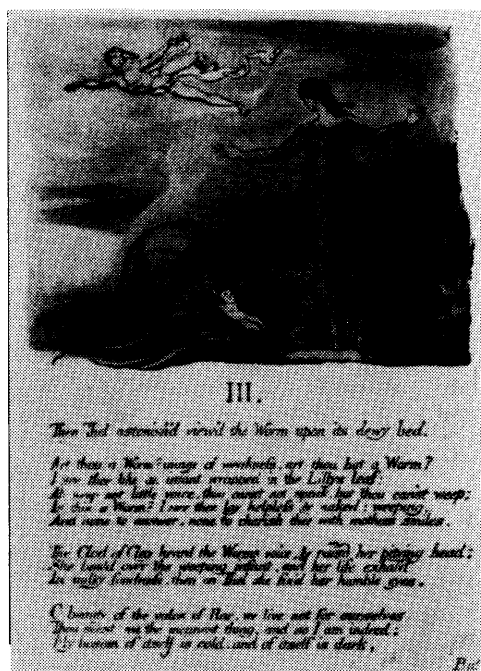 III.
Then Thel astonish'd view'd the Worm upon its dewy bed.
Art thou a Worm? image of weakness, art thou but a Worm?
I see thee like an infant wrapped in the Lillys leaf:
Ah weep not little voice, thou canst not speak but thou canst weep;
Is this a Worm? I see thee lay helpless & naked: weeping,
And none to answer, none to cherish thee with mothers smiles.
The Clod of Clay heard the Worms voice & raisd her pitying head;
She bow'd over the weeping infant, and her life exhal'd
In milky fondness then on Thel she fix'd her humble eyes.
O beauty of the vales of Har, we live not for ourselves
Thou seest me the meanest thing, and so I am indeed;
My bosom of itself is cold, and of itself is dark,